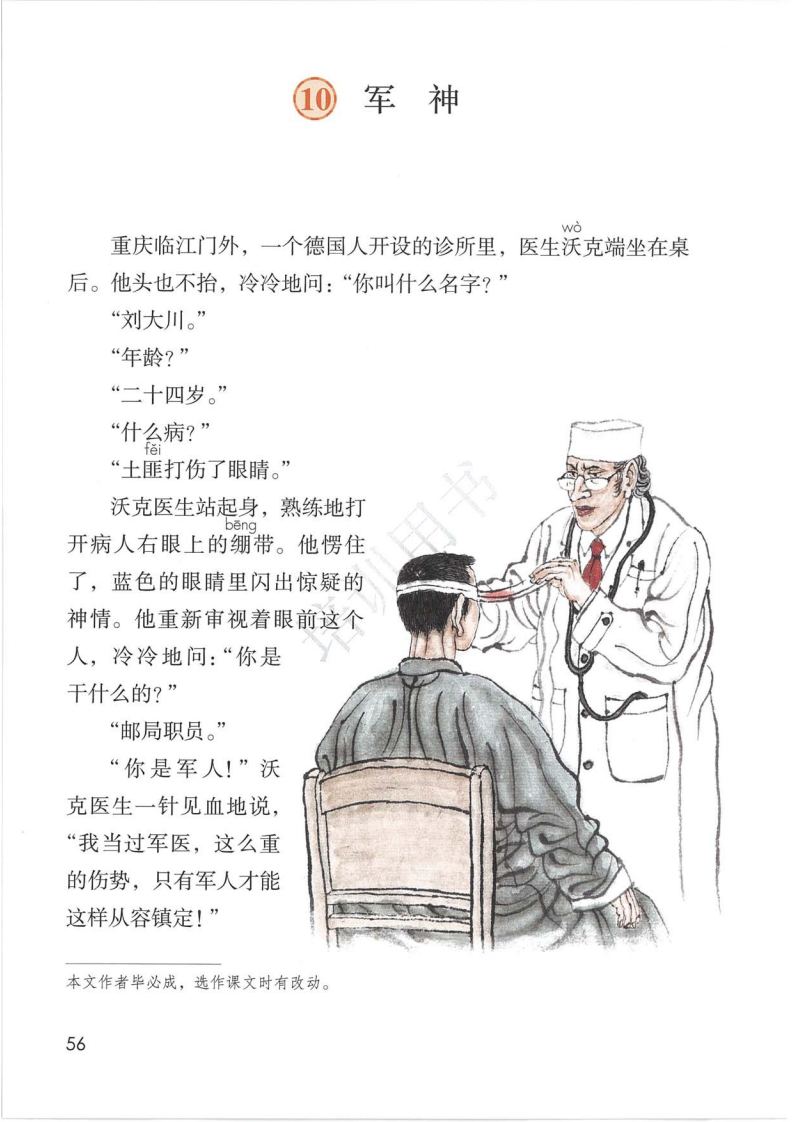 10 军 神
wò
重庆临江门外，一个德国人开设的诊所里，医生沃克端坐在桌
后。他头也不抬，冷冷地问：“你叫什么名字？”
“刘大川。”
“年龄？”
“二十四岁。”
“什么病？”
fěi
“土匪打伤了眼睛。”
沃克医生站起身，熟练地打
bēng
开病人右眼上的绷带。他愣住
了，蓝色的眼睛里闪出惊疑的
神情。他重新审视着眼前这个
人，冷冷地问：“你是
干什么的？”
“邮局职员。”
“你是军人！”沃
克医生一针见血地说，
“我当过军医，这么重
的伤势，只有军人才能
这样从容镇定！”
培训用书
本文作者毕必成，选作课文时有改动。
56